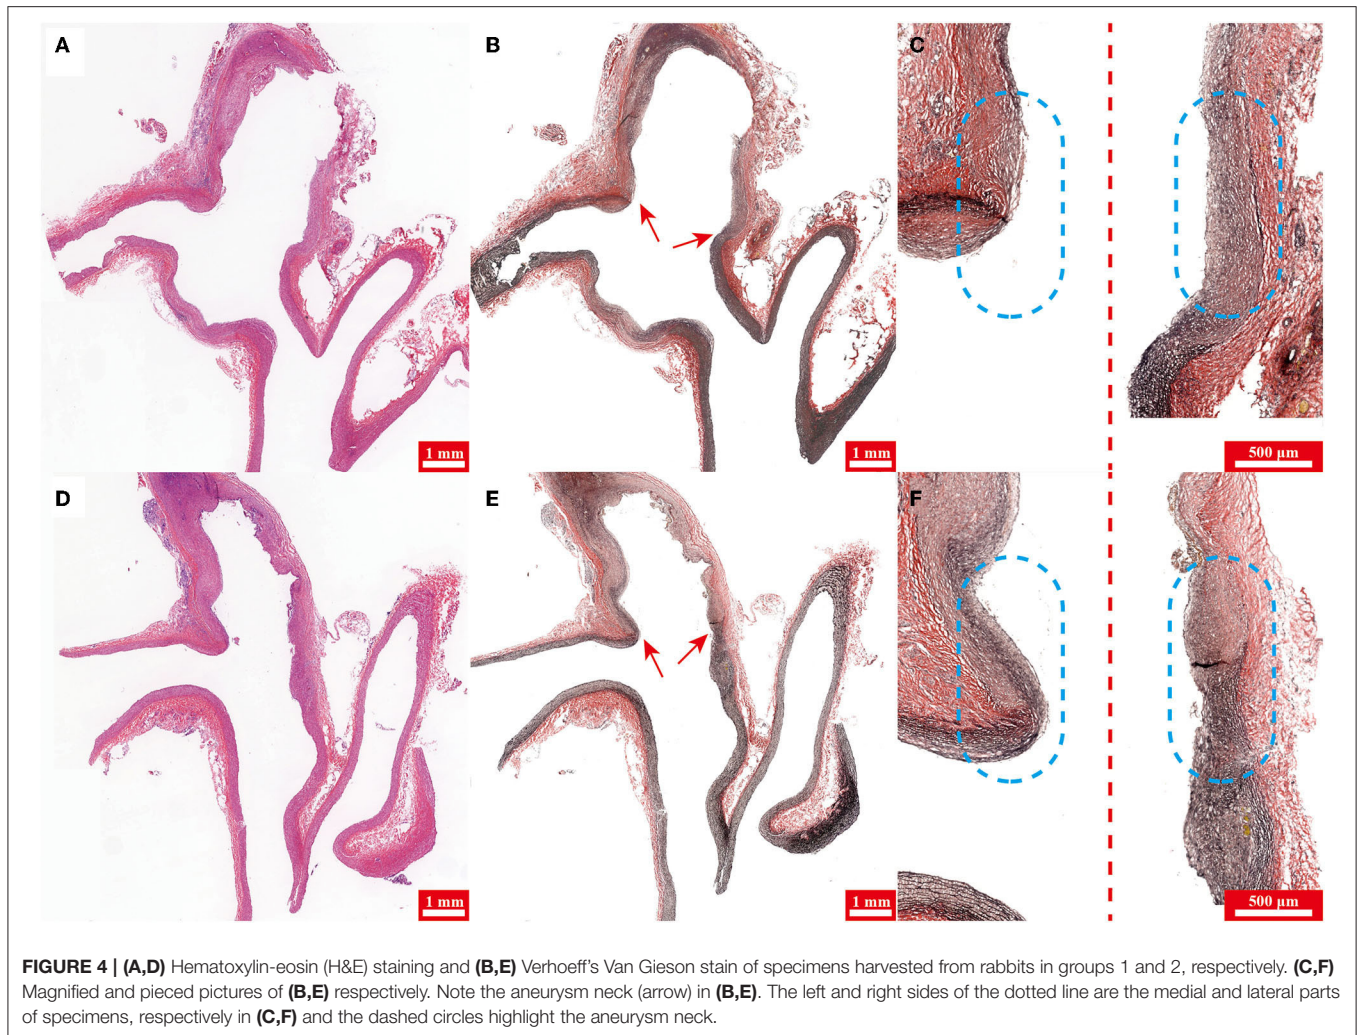 A
B
C
1 mm
1 mm
500 µm
D
E
F
1 mm
1 mm
500 µm
FIGURE 4 | (A,D) Hematoxylin-eosin (H&E) staining and (B,E) Verhoeff's Van Gieson stain of specimens harvested from rabbits in groups 1 and 2, respectively. (C,F)
Magnified and pieced pictures of (B,E) respectively. Note the aneurysm neck (arrow) in (B,E). The left and right sides of the dotted line are the medial and lateral parts
of specimens, respectively in (C,F) and the dashed circles highlight the aneurysm neck.